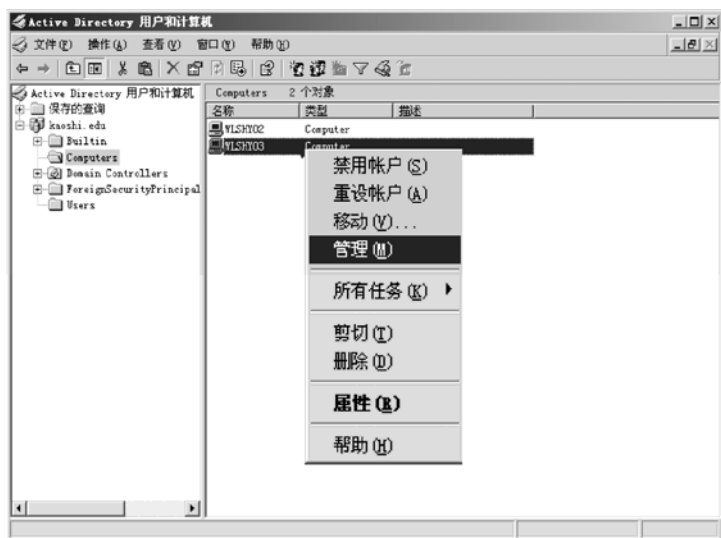 Active Directory 用户和计算机
文件(F) 操作(A) 查看(V) 窗口(W) 帮助(H)
Active Directory 用户和计算机
保存的查询
kaoshi.edu
Builtin
Computers
Domain Controllers
ForeignSecurityPrincipal
Users
Computers 2 个对象
名称 类型 描述
YLSHY02 Computer
YLSHY03 Computer
禁用帐户(S)
重设帐户(A)
移动(V)...
管理(M)
所有任务(K)
剪切(T)
删除(D)
属性(R)
帮助(H)